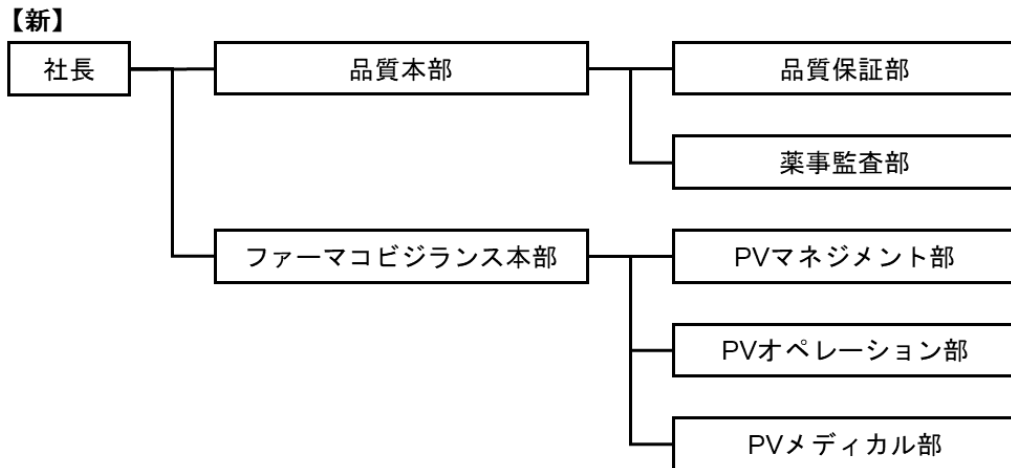 【新】
社長
品質本部
品質保証部
薬事監査部
ファーマコビジランス本部
PVマネジメント部
PVオペレーション部
PVメディカル部